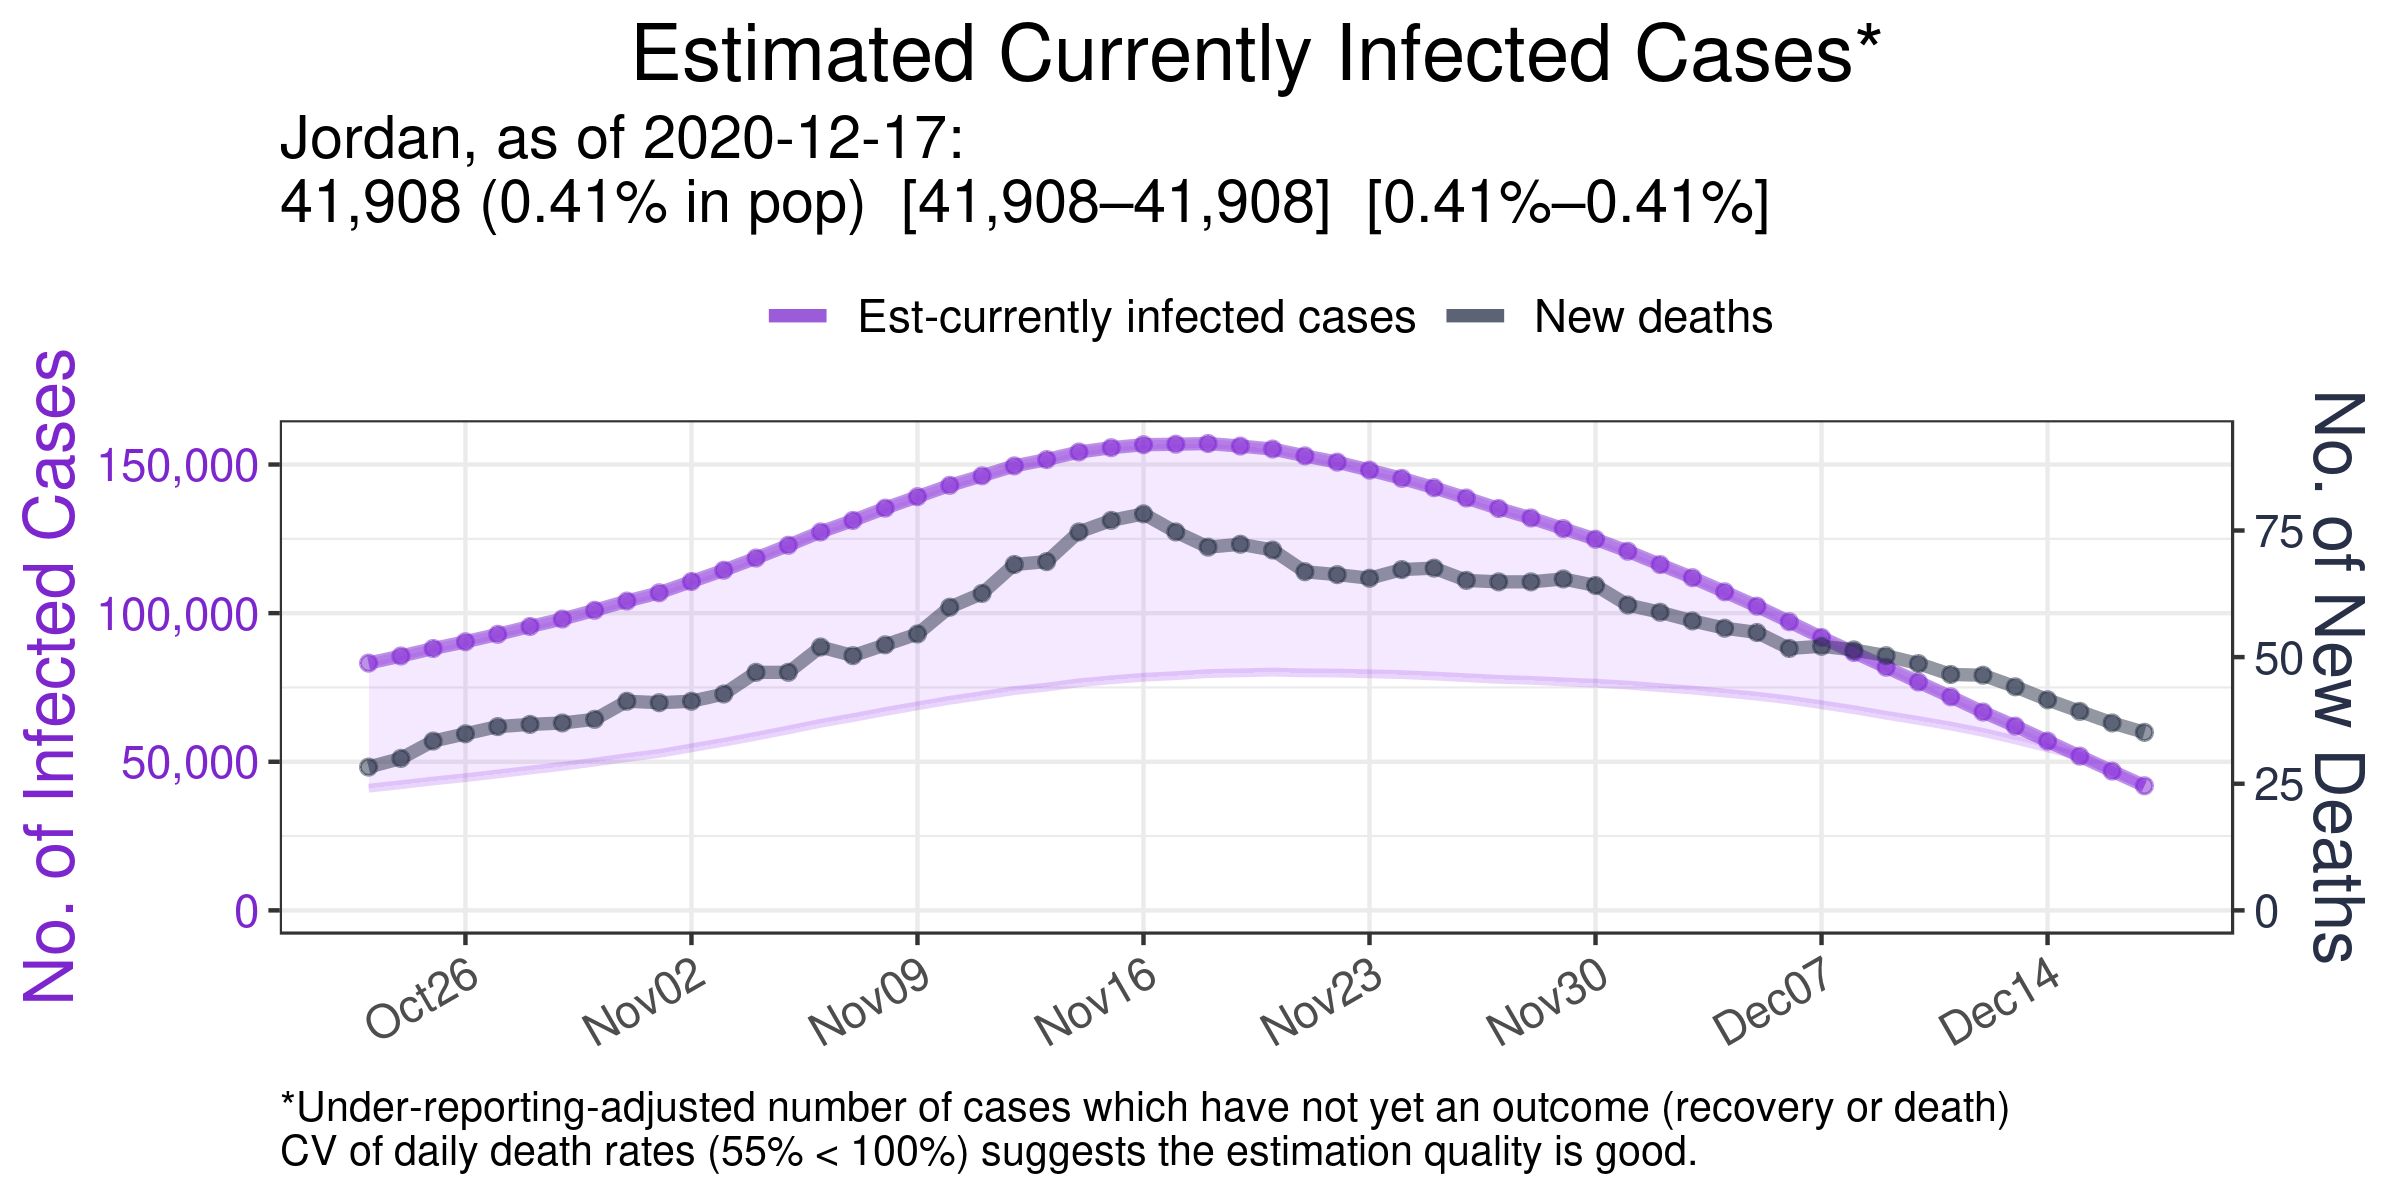 Estimated Currently Infected Cases*
Jordan, as of 2020-12-17:
41,908 (0.41% in pop) [41,908–41,908] [0.41%–0.41%]
Est-currently infected cases
New deaths
No. of Infected Cases
150,000
100,000
50,000
0
75
50
25
0
No. of New Deaths
Oct26
Nov02
Nov09
Nov16
Nov23
Nov30
Dec07
Dec14
*Under-reporting-adjusted number of cases which have not yet an outcome (recovery or death)
CV of daily death rates (55% < 100%) suggests the estimation quality is good.